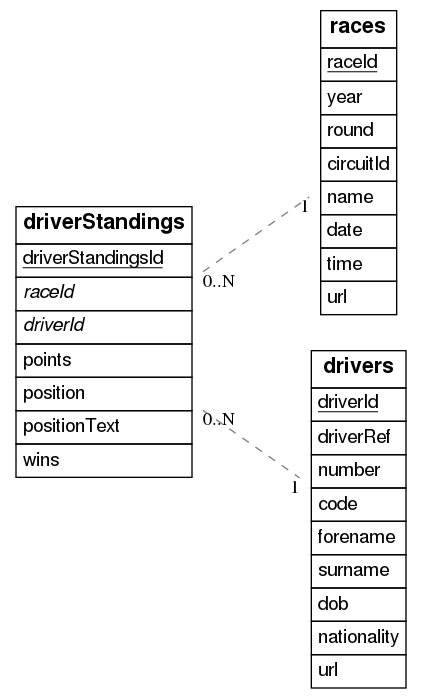 races
raceId
year
round
circuitId
name
date
time
url
1
0..N
driverStandings
driverStandingsId
raceId
driverId
points
position
positionText
wins
0..N
1
drivers
driverId
driverRef
number
code
forename
surname
dob
nationality
url